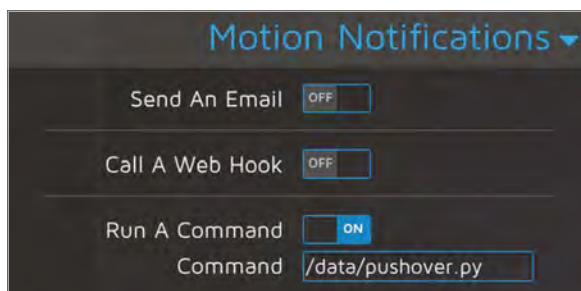 Motion Notifications
Send An Email OFF
Call A Web Hook OFF
Run A Command ON
Command /data/pushover.py